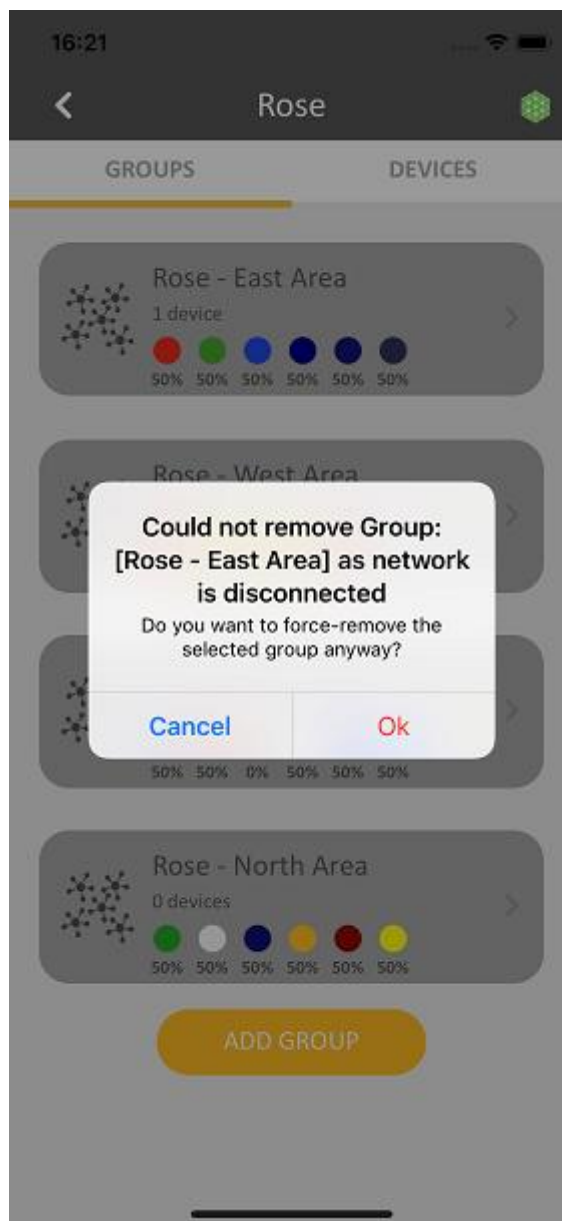 16:21
Rose
GROUPS
DEVICES
Rose - East Area
1 device
50% 50% 50% 50% 50% 50%
Rose - West Area
Could not remove Group:
[Rose - East Area] as network
is disconnected
Do you want to force-remove the
selected group anyway?
Cancel
Ok
50% 50% 0% 50% 50% 50%
Rose - North Area
0 devices
50% 50% 50% 50% 50% 50%
ADD GROUP